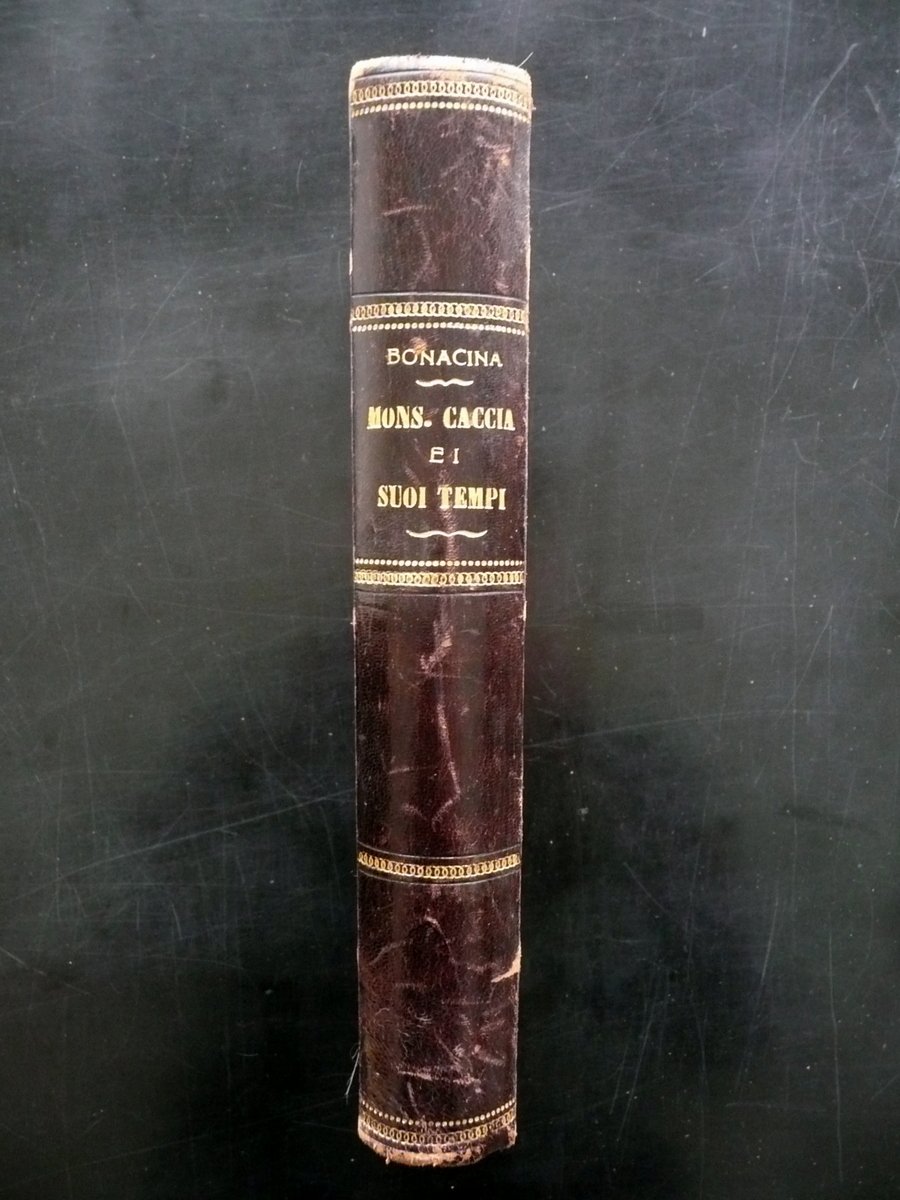 BONACINA
MONS. CACCIA
E I
SUOI TEMPI